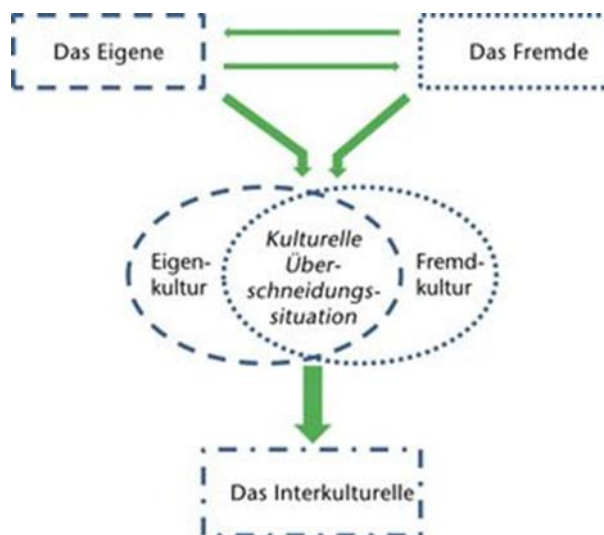 Das Eigene
Das Fremde
Eigen-
kultur
Kulturelle
Über-
schneidungs-
situation
Fremd-
kultur
Das Interkulturelle